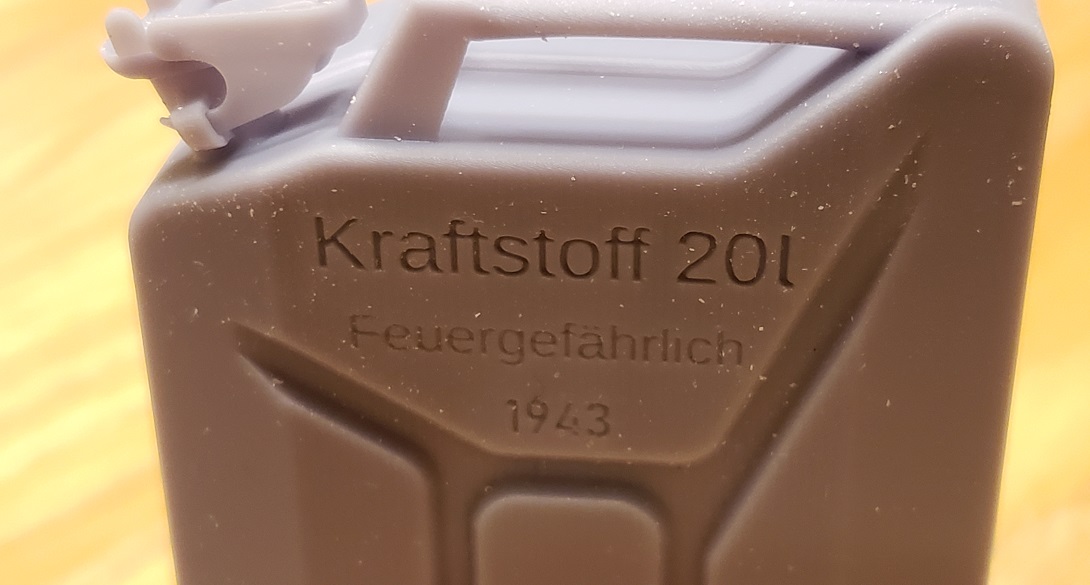 Kraftstoff 20l
Feuergefährlich
1943